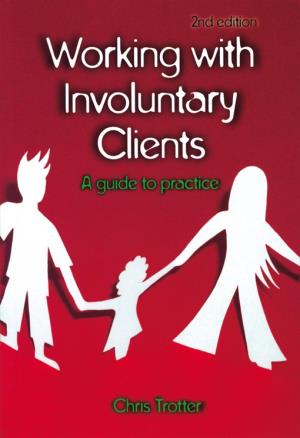 2nd edition
Working with
Involuntary
Clients
A guide to practice
Chris Trotter